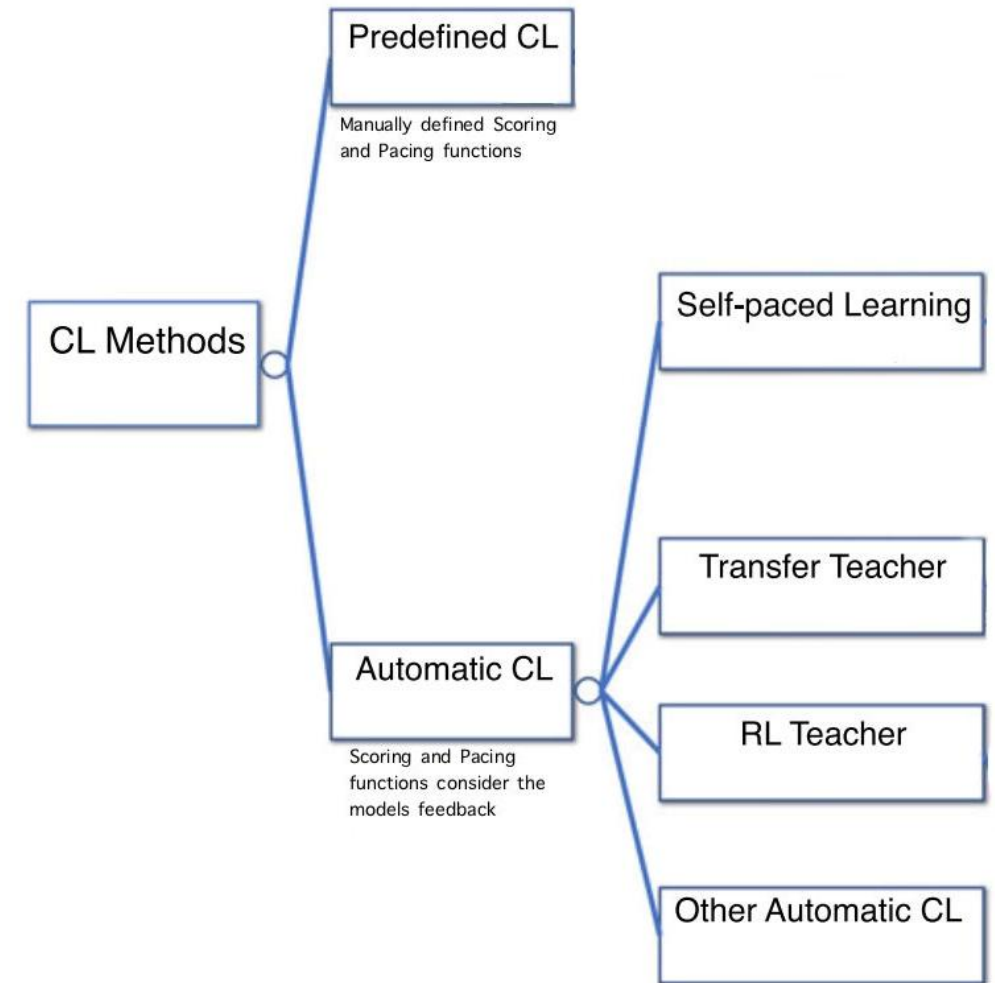 Predefined CL
Manually defined Scoring
and Pacing functions
CL Methods
Self-paced Learning
Transfer Teacher
Automatic CL
RL Teacher
Scoring and Pacing
functions consider the
models feedback
Other Automatic CL